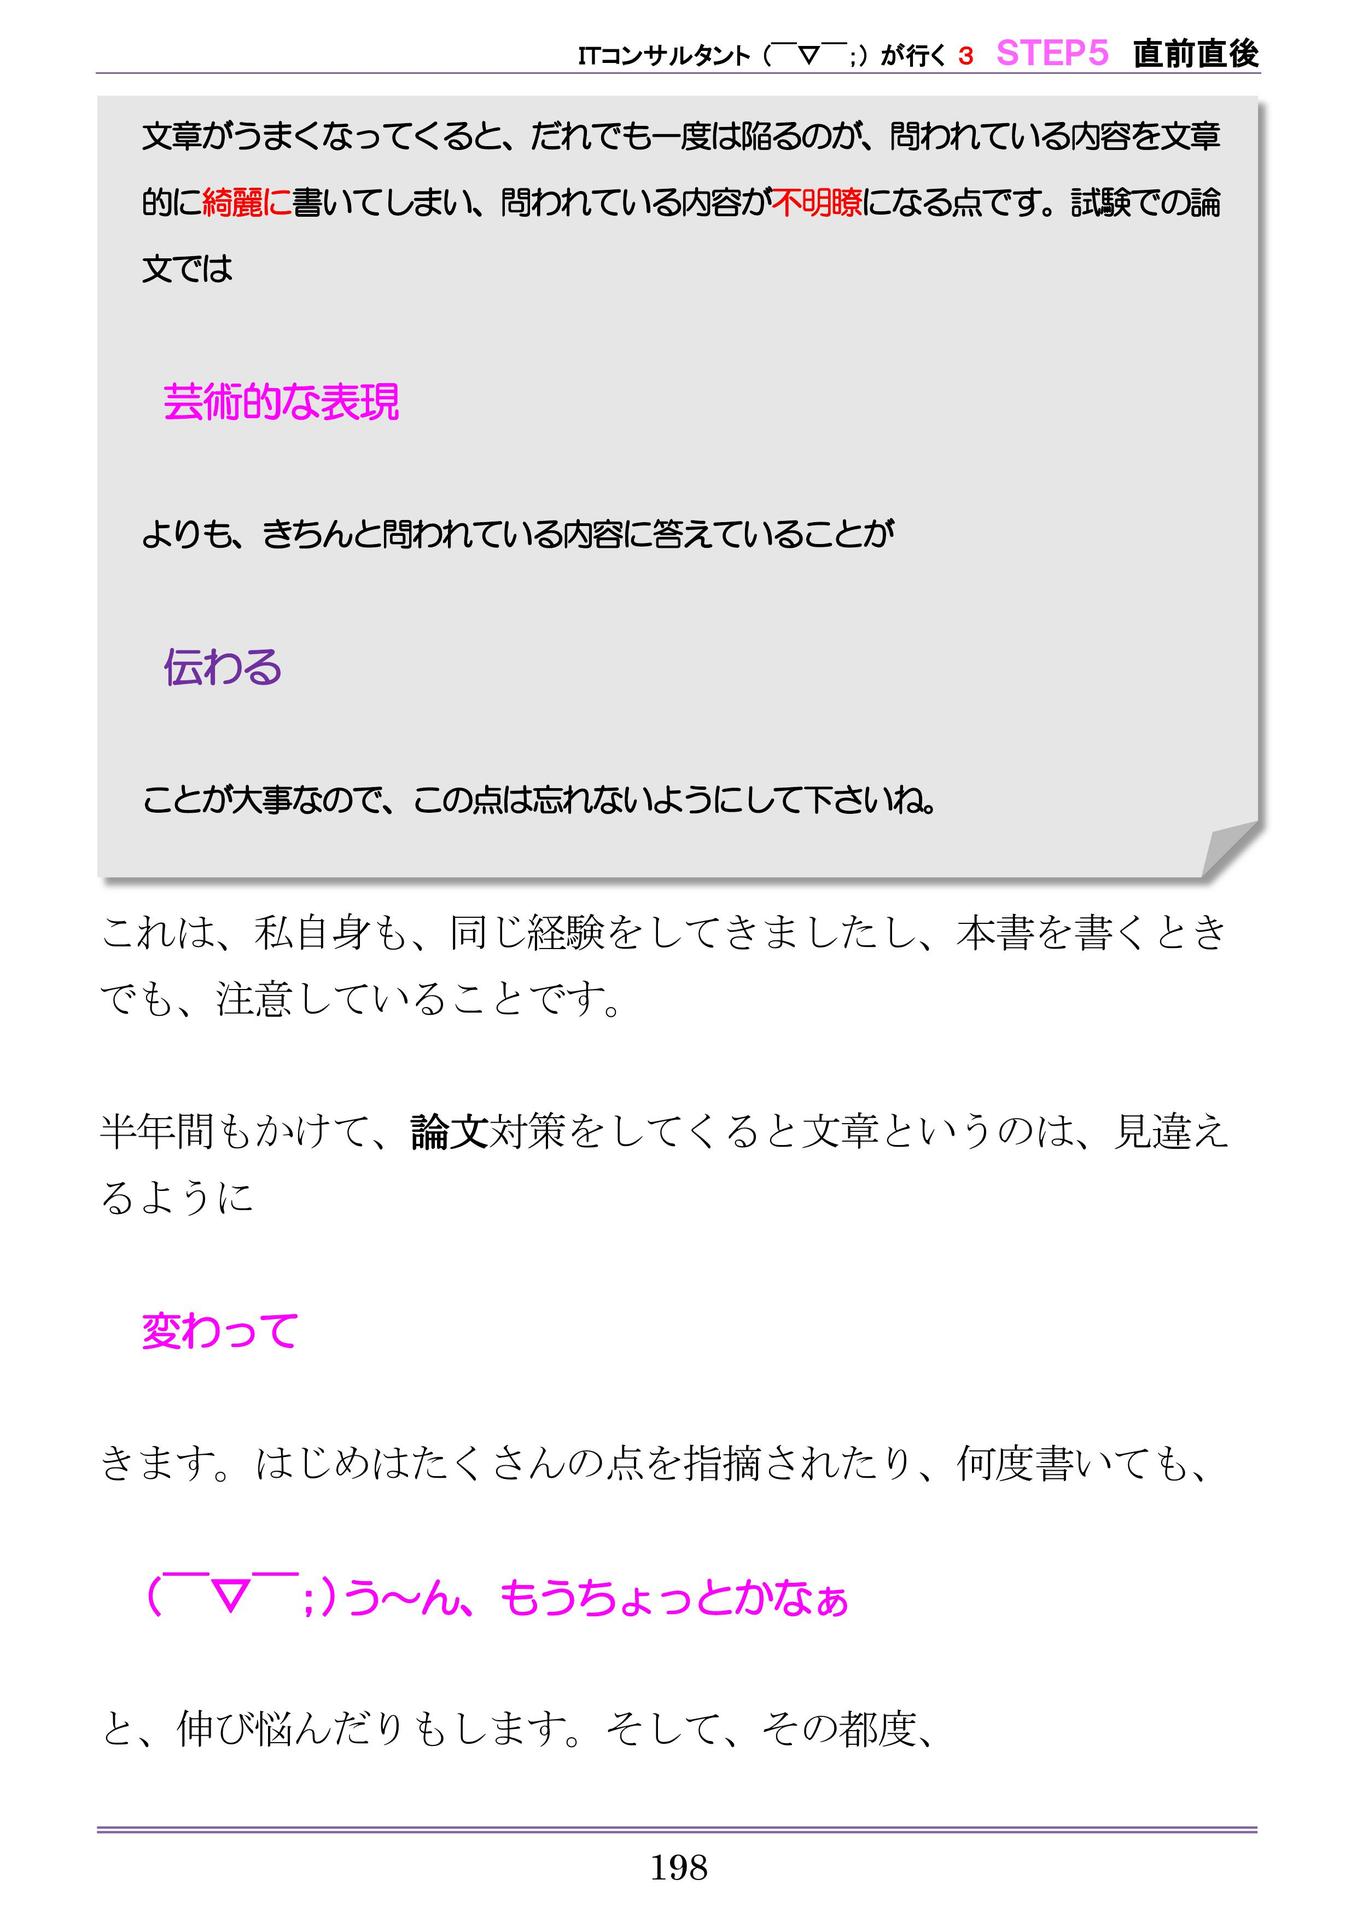 ITコンサルタント（￣▽￣；）が行く 3 STEP5 直前直後
文章がうまくなってくると、だれでも一度は陥るのが、問われている内容を文章
的に綺麗に書いてしまい、問われている内容が不明瞭になる点です。試験での論
文では
芸術的な表現
よりも、きちんと問われている内容に答えていることが
伝わる
ことが大事なので、この点は忘れないようにして下さいね。
これは、私自身も、同じ経験をしてきましたし、本書を書くとき
でも、注意していることです。
半年間もかけて、論文対策をしてくると文章というのは、見違え
るように
変わって
きます。はじめはたくさんの点を指摘されたり、何度書いても、
（￣▽￣；）う～ん、もうちょっとかなぁ
と、伸び悩んだりもします。そして、その都度、
198